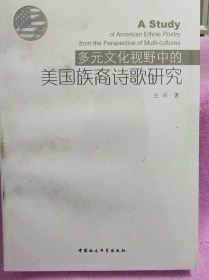 A Study
of American Ethnic Poetry
from the Perspective of Multi-cultures
多元文化视野中的
美国族裔诗歌研究
王卓 著
中国社会科学出版社